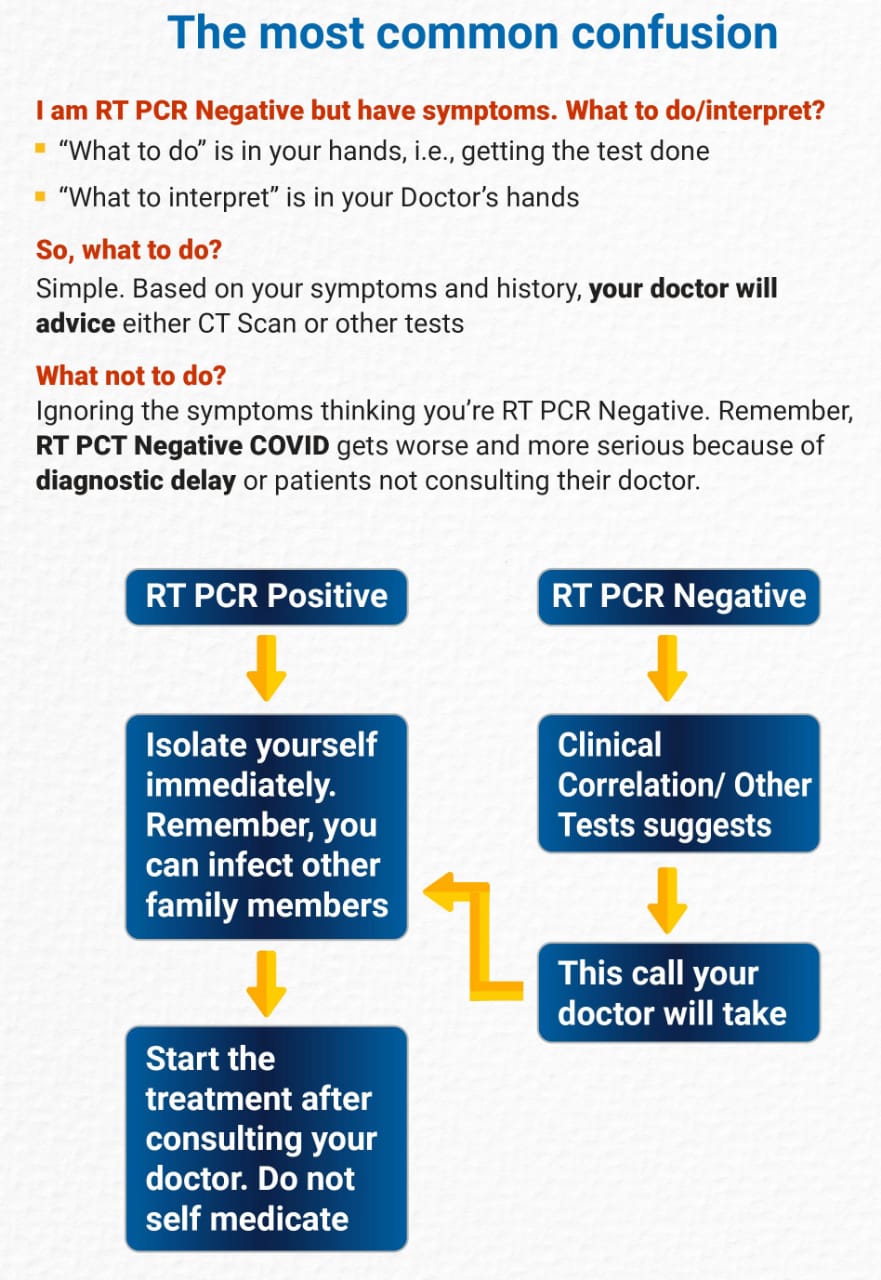 The most common confusion
I am RT PCR Negative but have symptoms. What to do/interpret?
“What to do” is in your hands, i.e., getting the test done
“What to interpret” is in your Doctor’s hands
So, what to do?
Simple. Based on your symptoms and history, your doctor will
advice either CT Scan or other tests
What not to do?
Ignoring the symptoms thinking you’re RT PCR Negative. Remember,
RT PCT Negative COVID gets worse and more serious because of
diagnostic delay or patients not consulting their doctor.
RT PCR Positive
Isolate yourself
immediately.
Remember, you
can infect other
family members
Start the
treatment after
consulting your
doctor. Do not
self medicate
RT PCR Negative
Clinical
Correlation/ Other
Tests suggests
This call your
doctor will take